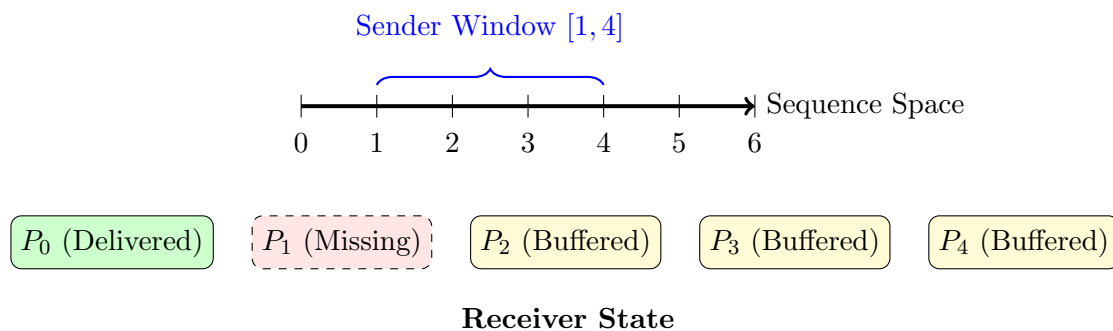 Sender Window [1, 4]
Sequence Space
0 1 2 3 4 5 6
P₀ (Delivered) P₁ (Missing) P₂ (Buffered) P₃ (Buffered) P₄ (Buffered)
Receiver State